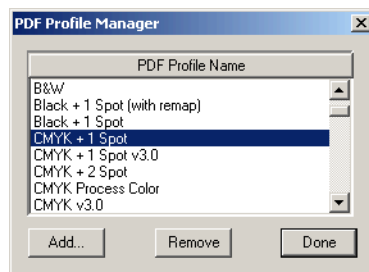 PDF Profile Manager
PDF Profile Name
B&W
Black + 1 Spot (with remap)
Black + 1 Spot
CMYK + 1 Spot
CMYK + 1 Spot v3.0
CMYK + 2 Spot
CMYK Process Color
CMYK v3.0
Add...
Remove
Done